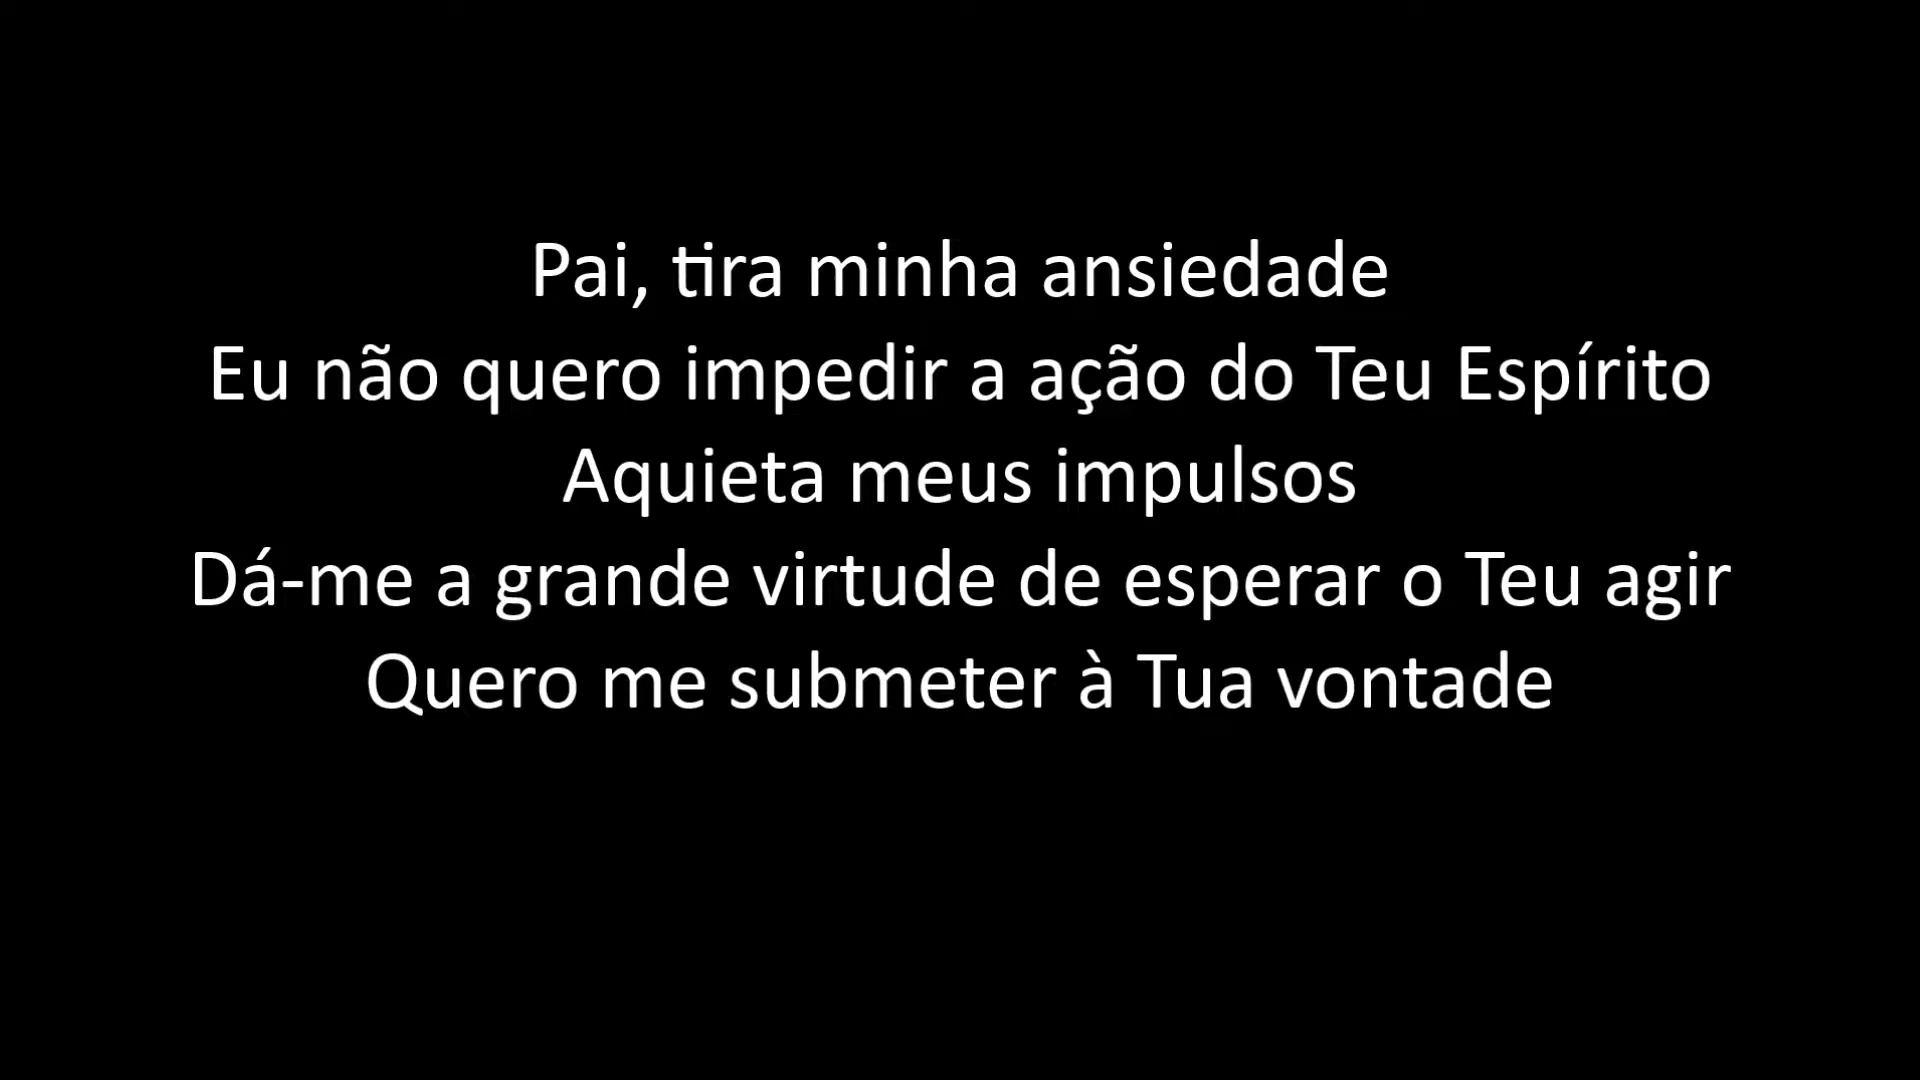 Pai, tira minha ansiedade
Eu não quero impedir a ação do Teu Espírito
Aquieta meus impulsos
Dá-me a grande virtude de esperar o Teu agir
Quero me submeter à Tua vontade